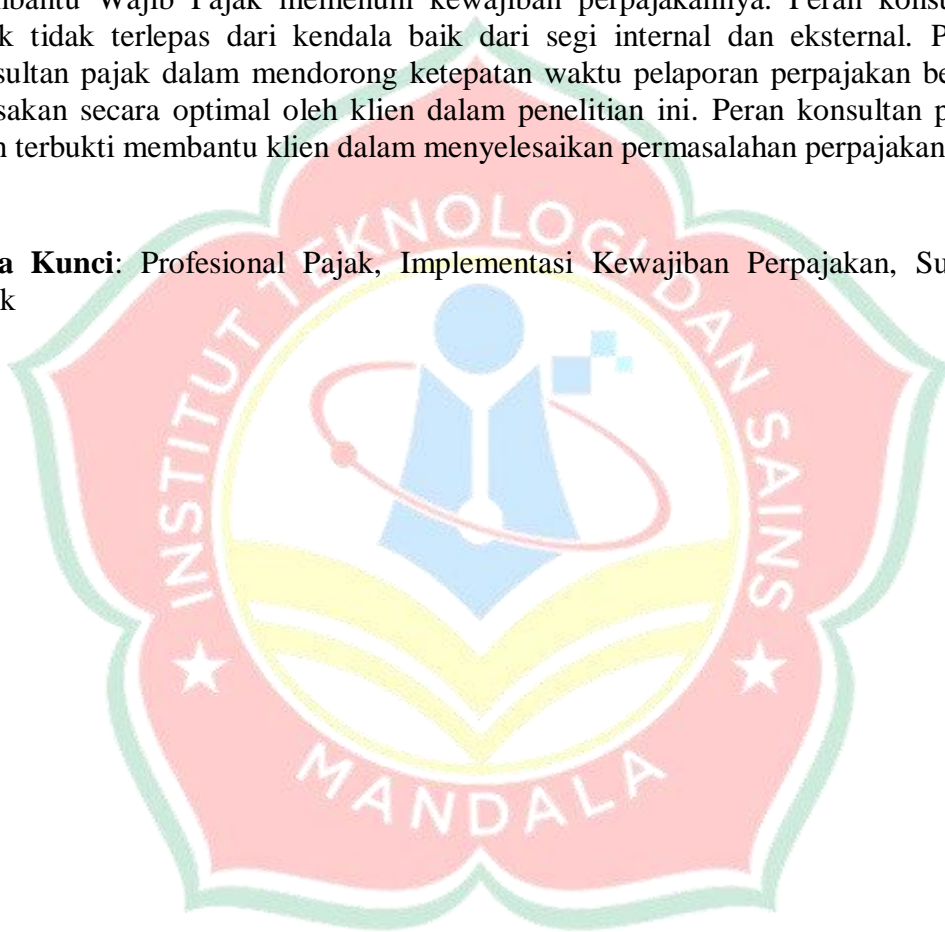 mbantu Wajib Pajak memenuhi kewajiban perpajakannya. Peran konsu
k tidak terlepas dari kendala baik dari segi internal dan eksternal. P
sultan pajak dalam mendorong ketepatan waktu pelaporan perpajakan be
sakan secara optimal oleh klien dalam penelitian ini. Peran konsultan p
n terbukti membantu klien dalam menyelesaikan permasalahan perpajakan
a Kunci: Profesional Pajak, Implementasi Kewajiban Perpajakan, Su
k
INSTITUT TEKNOLOGI DAN SAINS
MANDALA